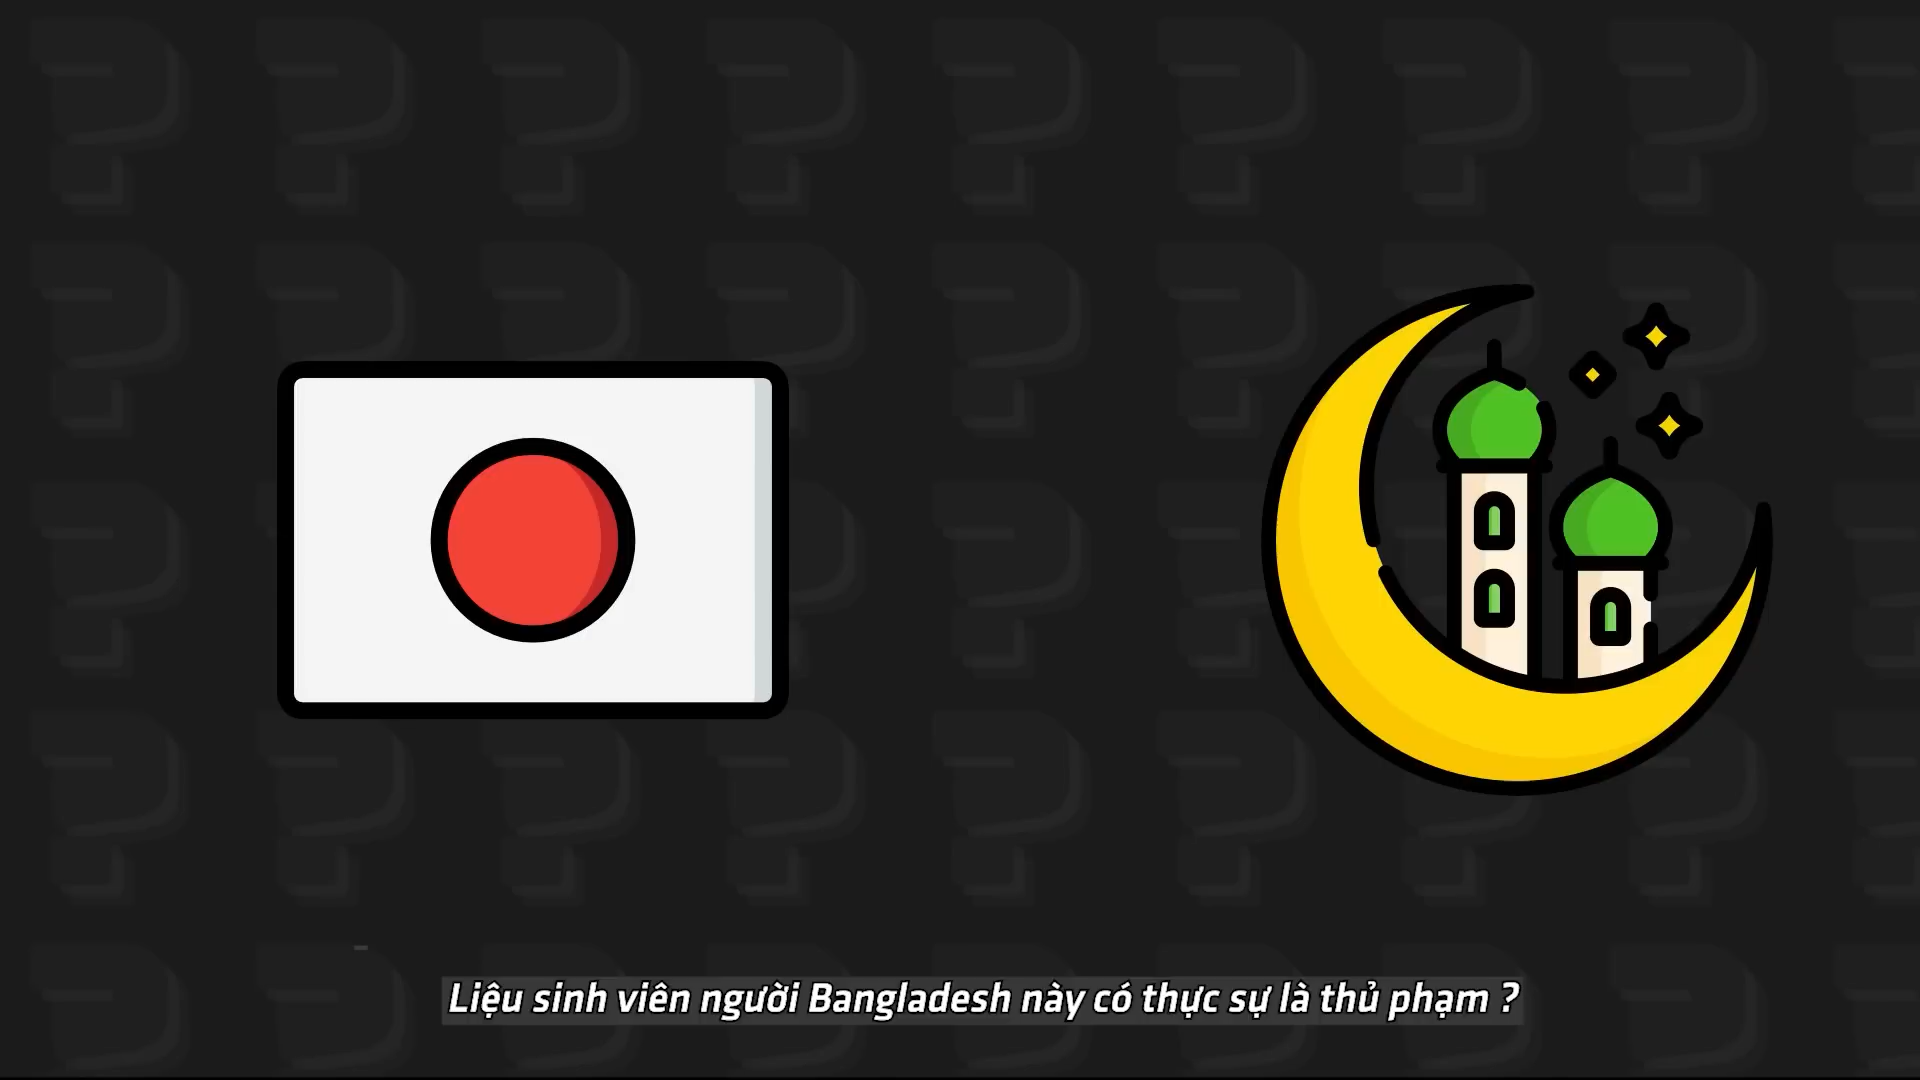 Liệu sinh viên người Bangladesh này có thực sự là thủ phạm ?